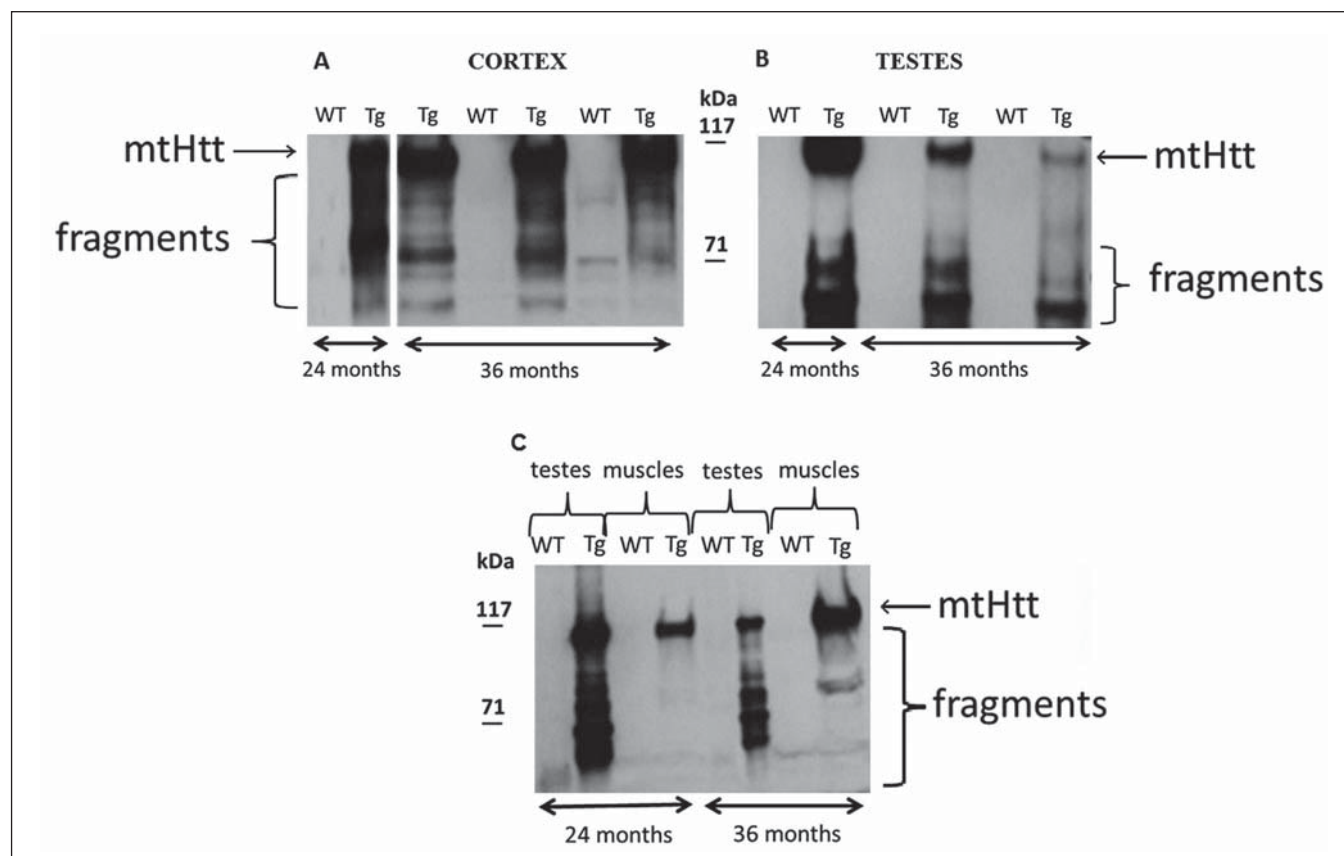 A CORTEX
WT Tg Tg WT Tg WT Tg
mtHtt
fragments
24 months 36 months
kDa
117
71
B TESTES
WT Tg WT Tg WT Tg
mtHtt
fragments
24 months 36 months
C
testes muscles testes muscles
WT Tg WT Tg WT Tg WT Tg
kDa
117
71
mtHtt
fragments
24 months 36 months